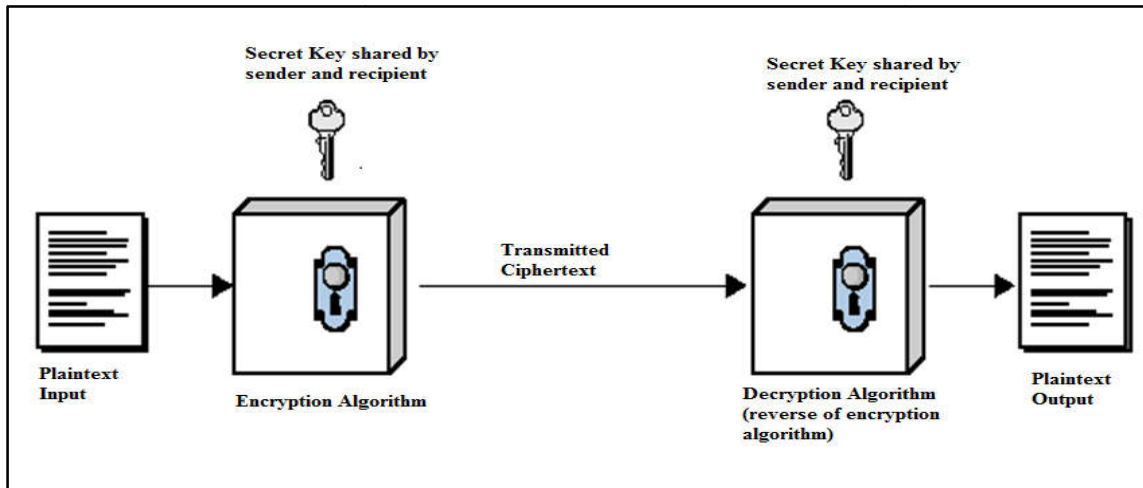 Secret Key shared by
sender and recipient
Secret Key shared by
sender and recipient
Transmitted
Ciphertext
Plaintext
Input
Encryption Algorithm
Decryption Algorithm
(reverse of encryption
algorithm)
Plaintext
Output